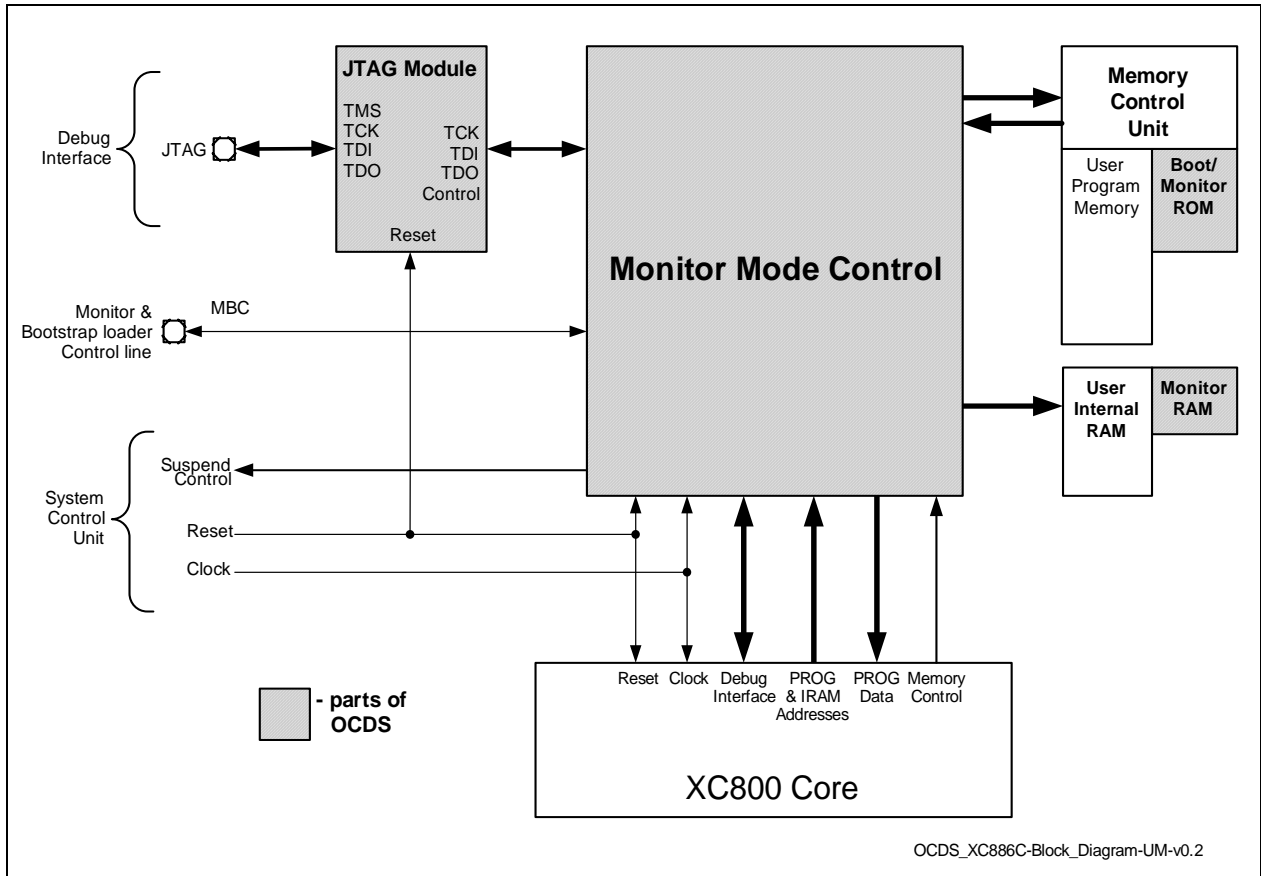 JTAG Module
TMS
TCK
TDI
TDO
TCK
TDI
TDO
Control
Reset
Debug
Interface
JTAG
Monitor Mode Control
Memory
Control
Unit
User
Program
Memory
Boot/
Monitor
ROM
Monitor &
Bootstrap loader
Control line
MBC
User
Internal
RAM
Monitor
RAM
System
Control
Unit
Suspend
Control
Reset
Clock
Reset
Clock
Debug
Interface
PROG
& IRAM
Addresses
PROG
Data
Memory
Control
- parts of
OCDS
XC800 Core
OCDS_XC886C-Block_Diagram-UM-v0.2